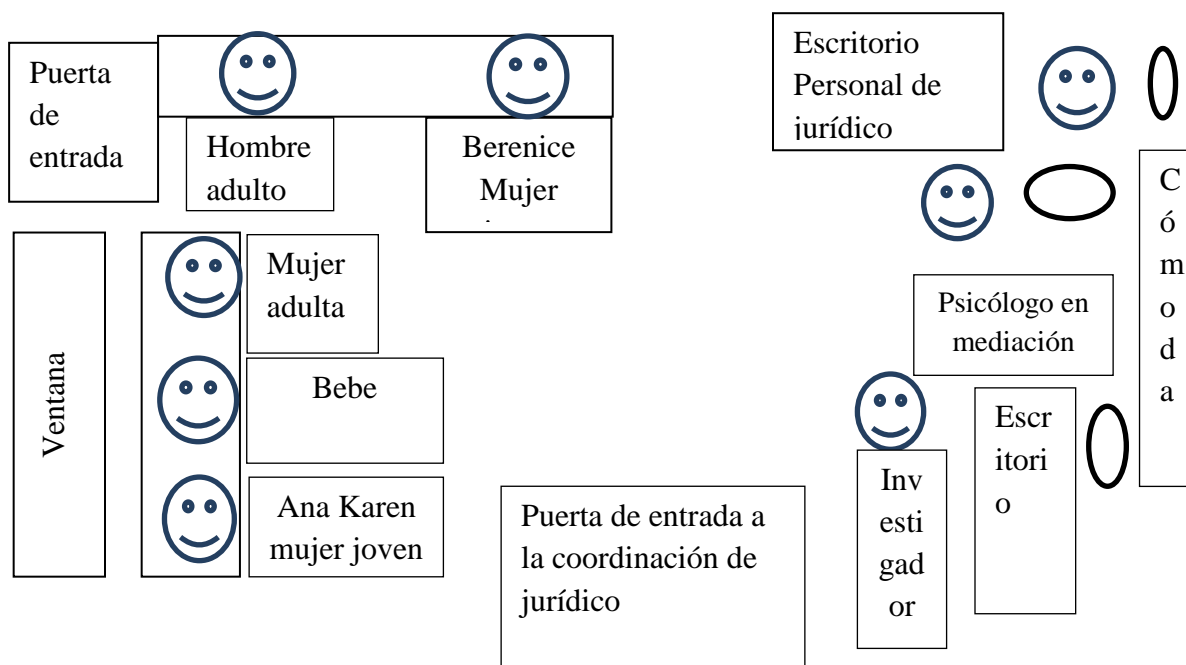 Puerta
de
entrada
Hombre
adulto
Berenice
Mujer
Escritorio
Personal de
jurídico
C
ó
m
o
d
a
Mujer
adulta
Psicólogo en
mediación
Ventana
Bebe
Escr
itori
o
Inv
esti
gad
or
Ana Karen
mujer joven
Puerta de entrada a
la coordinación de
jurídico